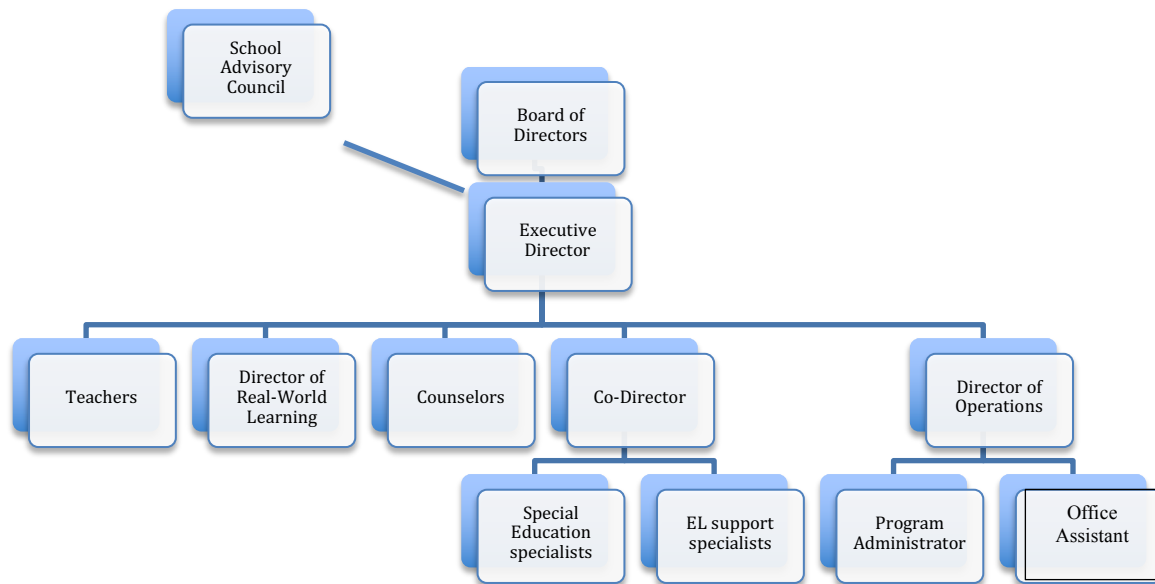 School
Advisory
Council
Board of
Directors
Executive
Director
Teachers
Director of
Real-World
Learning
Counselors
Co-Director
Director of
Operations
Special
Education
specialists
EL support
specialists
Program
Administrator
Office
Assistant